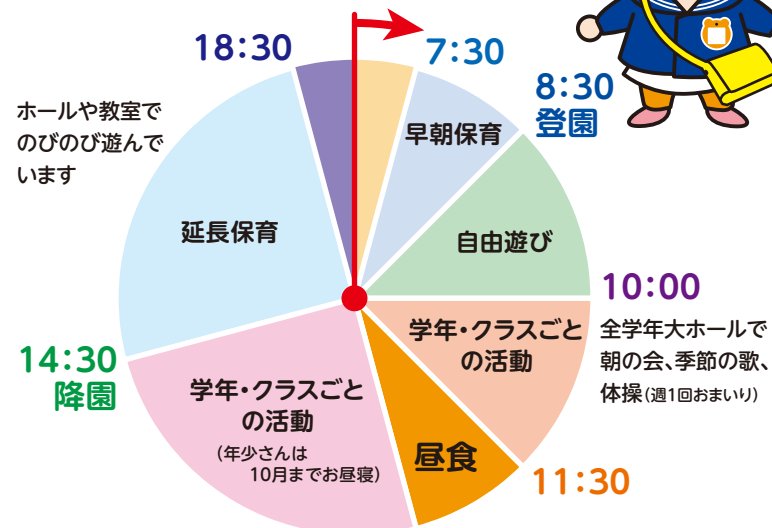 18:30
7:30
8:30
登園
ホールや教室で
のびのび遊んで
います
早朝保育
延長保育
自由遊び
10:00
全学年大ホールで
朝の会、季節の歌、
体操(週1回おまいり)
学年・クラスごと
の活動
14:30
降園
学年・クラスごと
の活動
(年少さんは
10月までお昼寝)
昼食
11:30